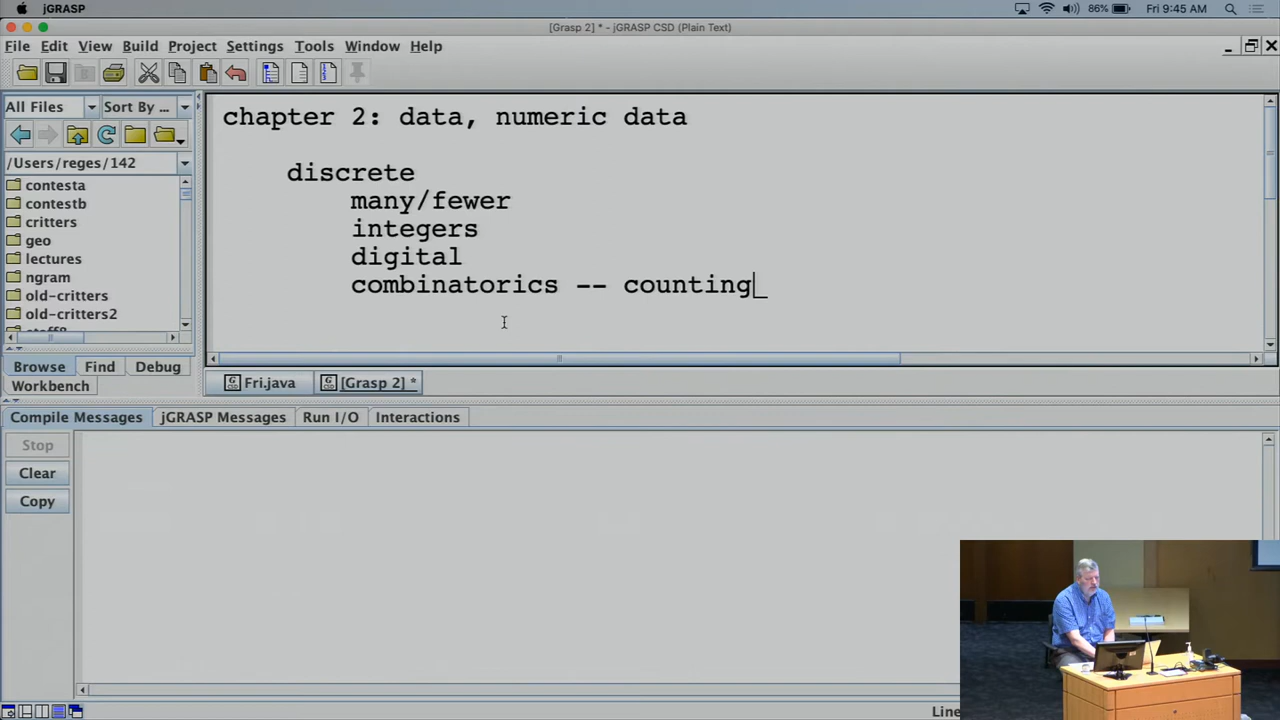 jGRASP
86%
Fri 9:45 AM
[Grasp 2] * - jGRASP CSD (Plain Text)
File Edit View Build Project Settings Tools Window Help
All Files
Sort By ...
/Users/reges/142
contesta
contestb
critters
geo
lectures
ngram
old-critters
old-critters2
chapter 2: data, numeric data
discrete
many/fewer
integers
digital
combinatorics -- counting
Browse Find Debug
Workbench
Fri.java
[Grasp 2] *
Compile Messages jGRASP Messages Run I/O Interactions
Stop
Clear
Copy
Line